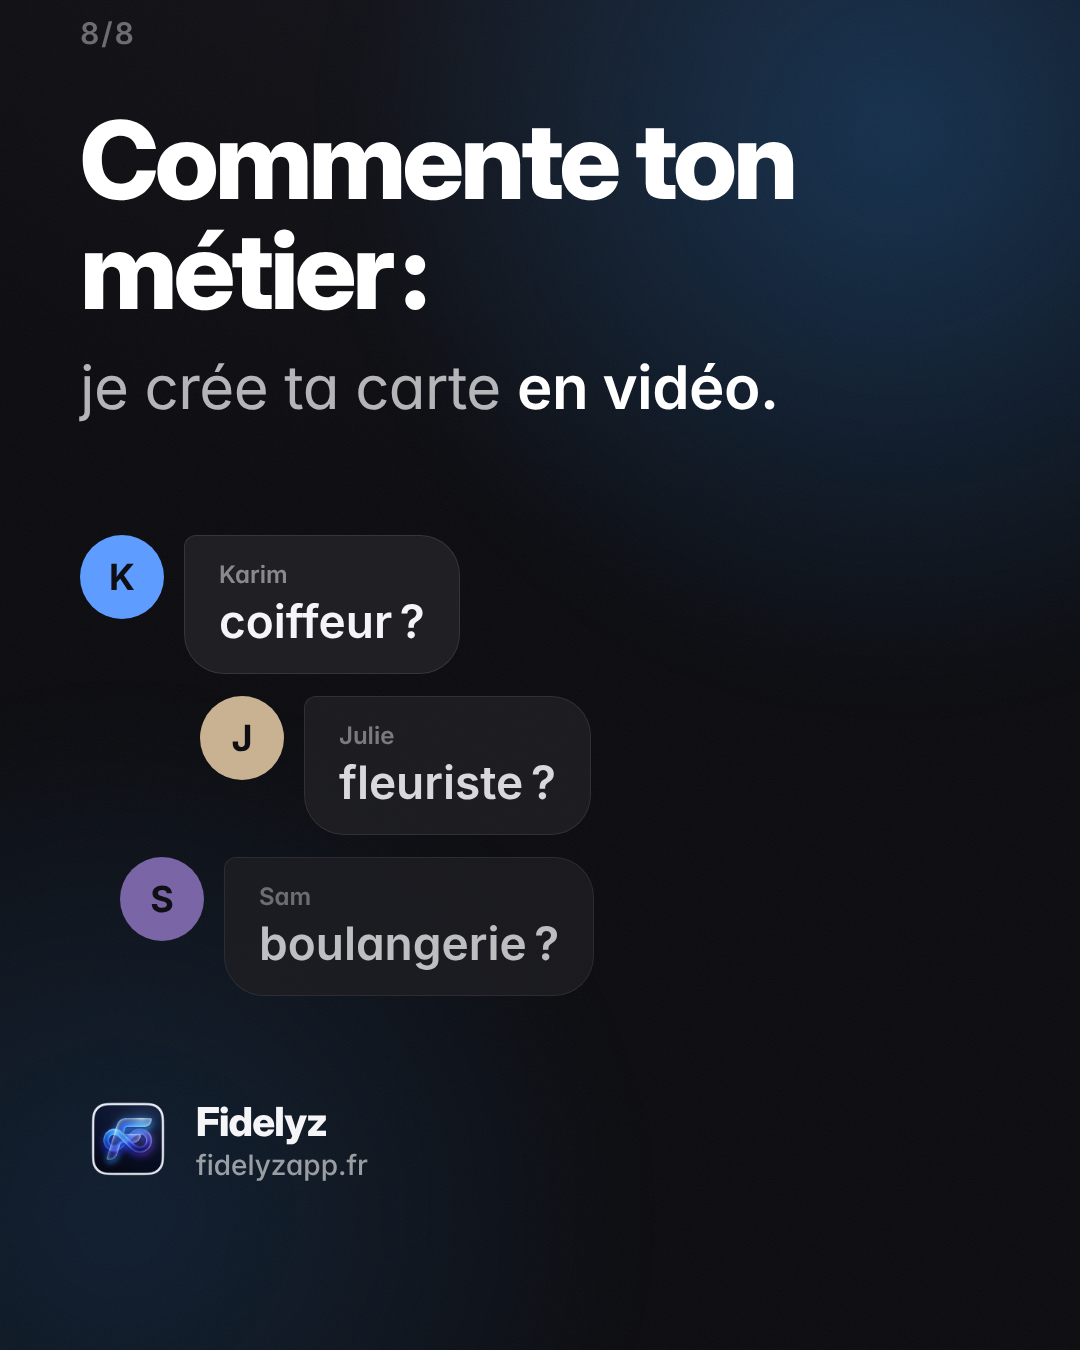 8/8
Commente ton
métier :
je crée ta carte en vidéo.
K
Karim
coiffeur ?
J
Julie
fleuriste ?
S
Sam
boulangerie ?
Fidelyz
fidelyzapp.fr